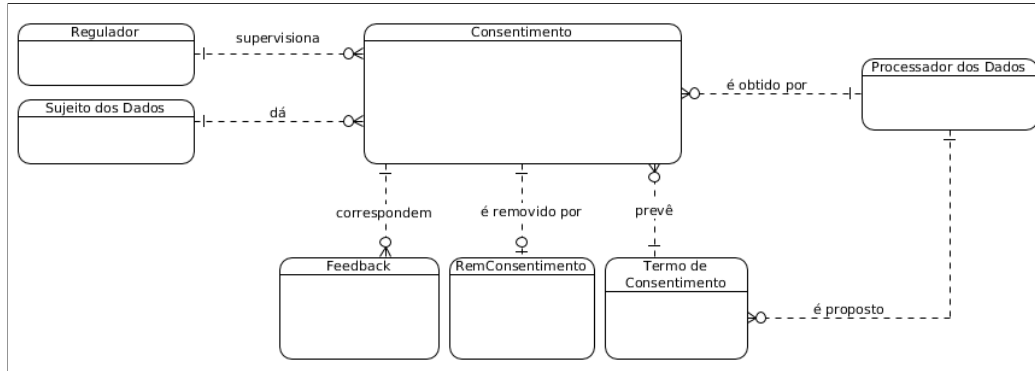 Regulador
supervisiona
Consentimento
Processador dos Dados
é obtido por
Sujeito dos Dados
dá
correspondem
é removido por
prevê
Feedback
RemConsentimento
Termo de
Consentimento
é proposto